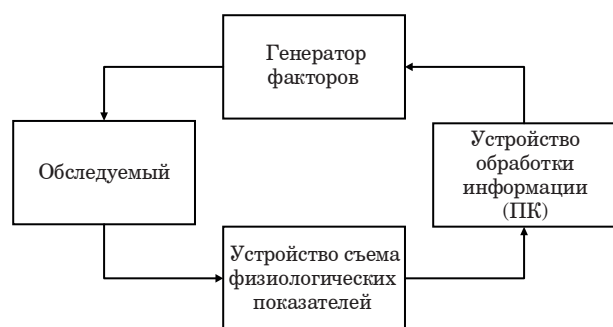 Генератор
факторов
Обследуемый
Устройство
обработки
информации
(ПК)
Устройство съема
физиологических
показателей